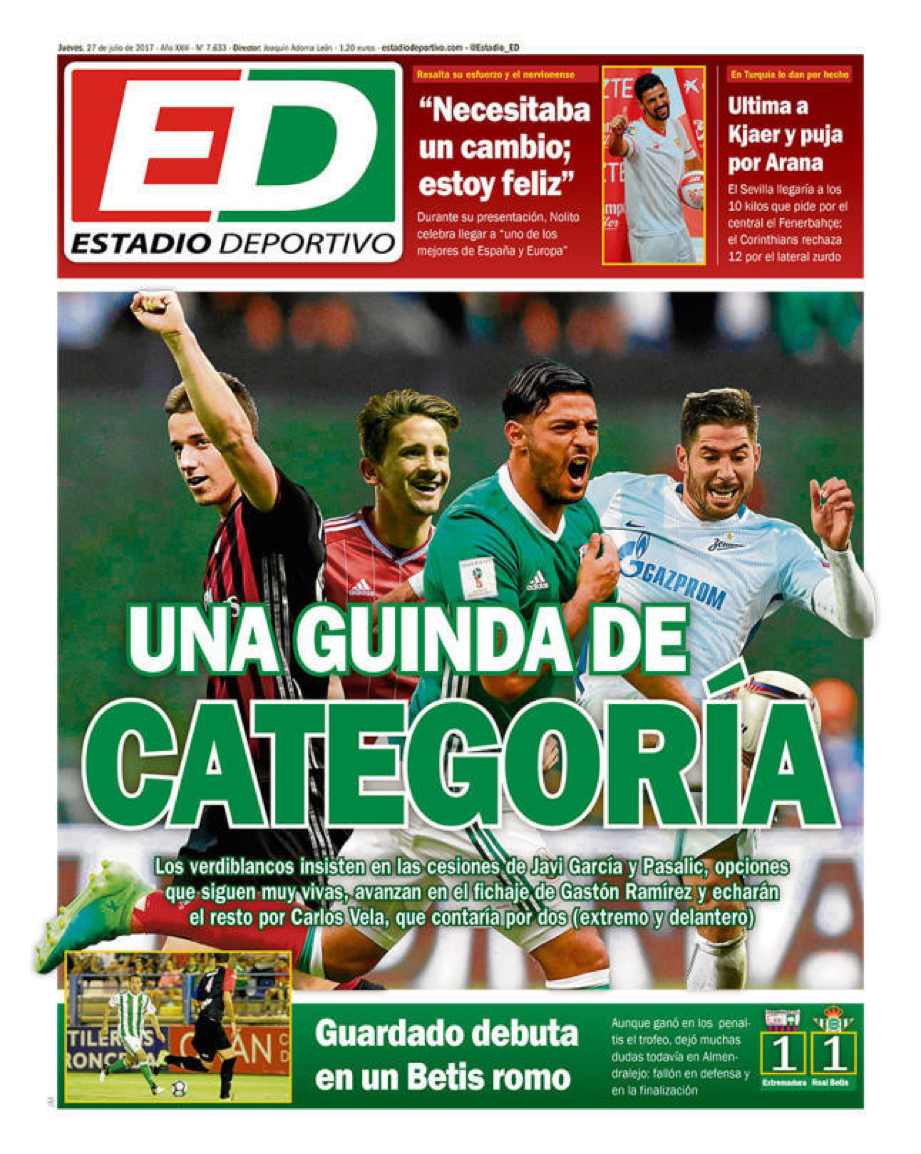 Jueves, 27 de julio de 2017 - Año XXIII - Nº 7.633 - Director: Joaquín Adorna León - 1,20 euros - estadiodeportivo.com - @Estadio_ED
ED
ESTADIO DEPORTIVO
Resalta su esfuerzo y el nervionense
“Necesitaba
un cambio;
estoy feliz”
Durante su presentación, Nolito
celebra llegar a “uno de los
mejores de España y Europa”
En Turquía lo dan por hecho
Ultima a
Kjaer y puja
por Arana
El Sevilla llegaría a los
10 kilos que pide por el
central el Fenerbahçe;
el Corinthians rechaza
12 por el lateral zurdo
adidas
adidas
Zenit
GAZPROM
UNA GUINDA DE
CATEGORÍA
Los verdiblancos insisten en las cesiones de Javi García y Pasalic, opciones
que siguen muy vivas, avanzan en el fichaje de Gastón Ramírez y echarán
el resto por Carlos Vela, que contaría por dos (extremo y delantero)
Guardado debuta
en un Betis romo
Aunque ganó en los penal-
tis el trofeo, dejó muchas
dudas todavía en Almen-
dralejo: falló en defensa y
en la finalización
1 1
Extremadura Real Betis